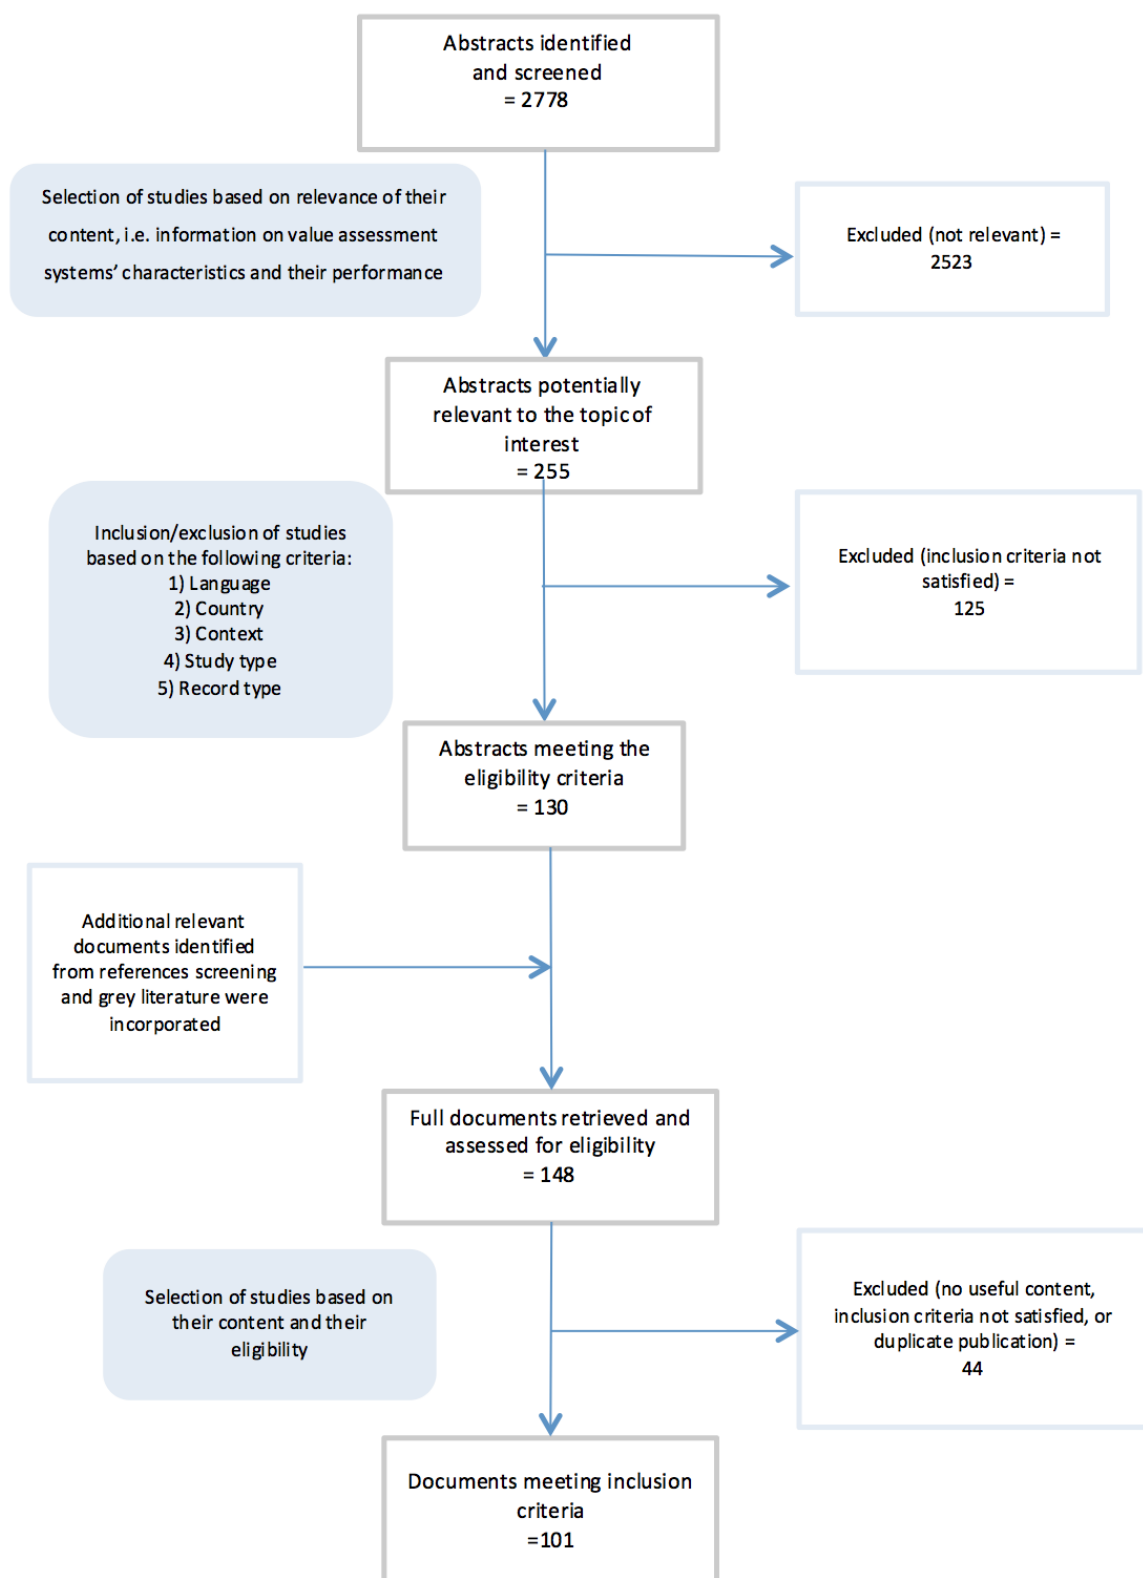 Abstracts identified
and screened
= 2778
Selection of studies based on relevance of their
content, i.e. information on value assessment
systems’ characteristics and their performance
Excluded (not relevant) =
2523
Abstracts potentially
relevant to the topic of
interest
= 255
Inclusion/exclusion of studies
based on the following criteria:
1) Language
2) Country
3) Context
4) Study type
5) Record type
Excluded (inclusion criteria not
satisfied) =
125
Abstracts meeting the
eligibility criteria
= 130
Additional relevant
documents identified
from references screening
and grey literature were
incorporated
Full documents retrieved and
assessed for eligibility
= 148
Selection of studies based on
their content and their
eligibility
Excluded (no useful content,
inclusion criteria not satisfied, or
duplicate publication) =
44
Documents meeting inclusion
criteria
=101